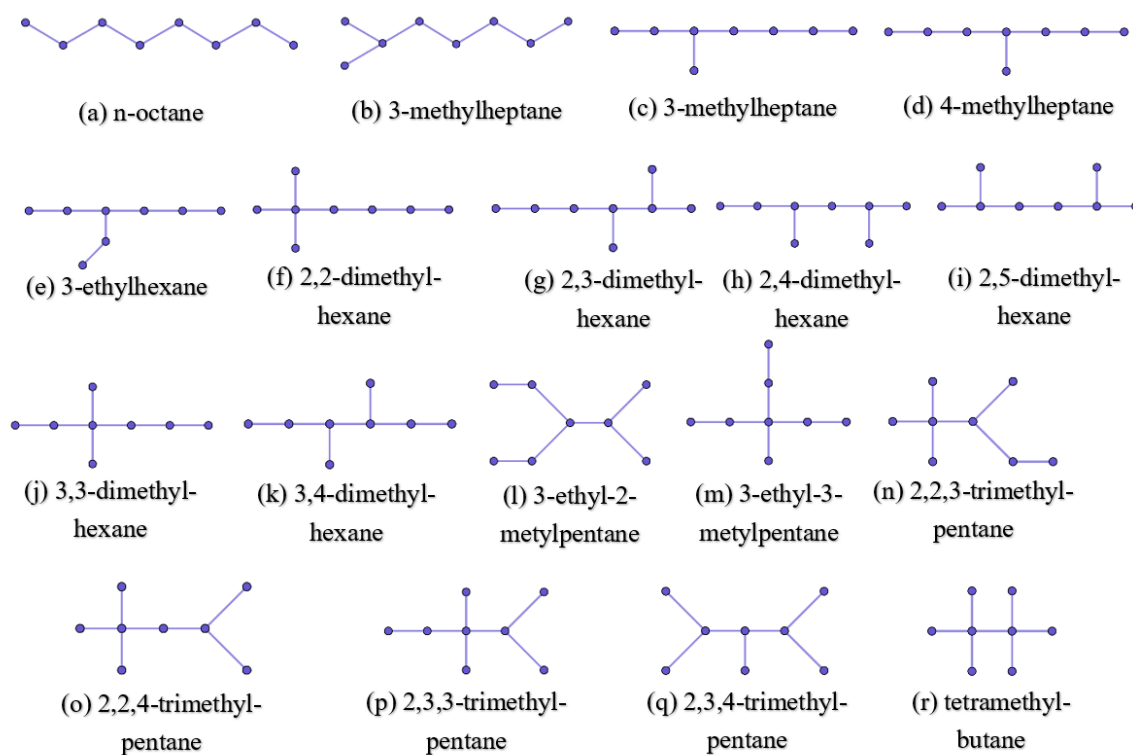 (a) n-octane
(b) 3-methylheptane
(c) 3-methylheptane
(d) 4-methylheptane
(e) 3-ethylhexane
(f) 2,2-dimethyl-
hexane
(g) 2,3-dimethyl-
hexane
(h) 2,4-dimethyl-
hexane
(i) 2,5-dimethyl-
hexane
(j) 3,3-dimethyl-
hexane
(k) 3,4-dimethyl-
hexane
(l) 3-ethyl-2-
metylpentane
(m) 3-ethyl-3-
metylpentane
(n) 2,2,3-trimethyl-
pentane
(o) 2,2,4-trimethyl-
pentane
(p) 2,3,3-trimethyl-
pentane
(q) 2,3,4-trimethyl-
pentane
(r) tetramethyl-
butane